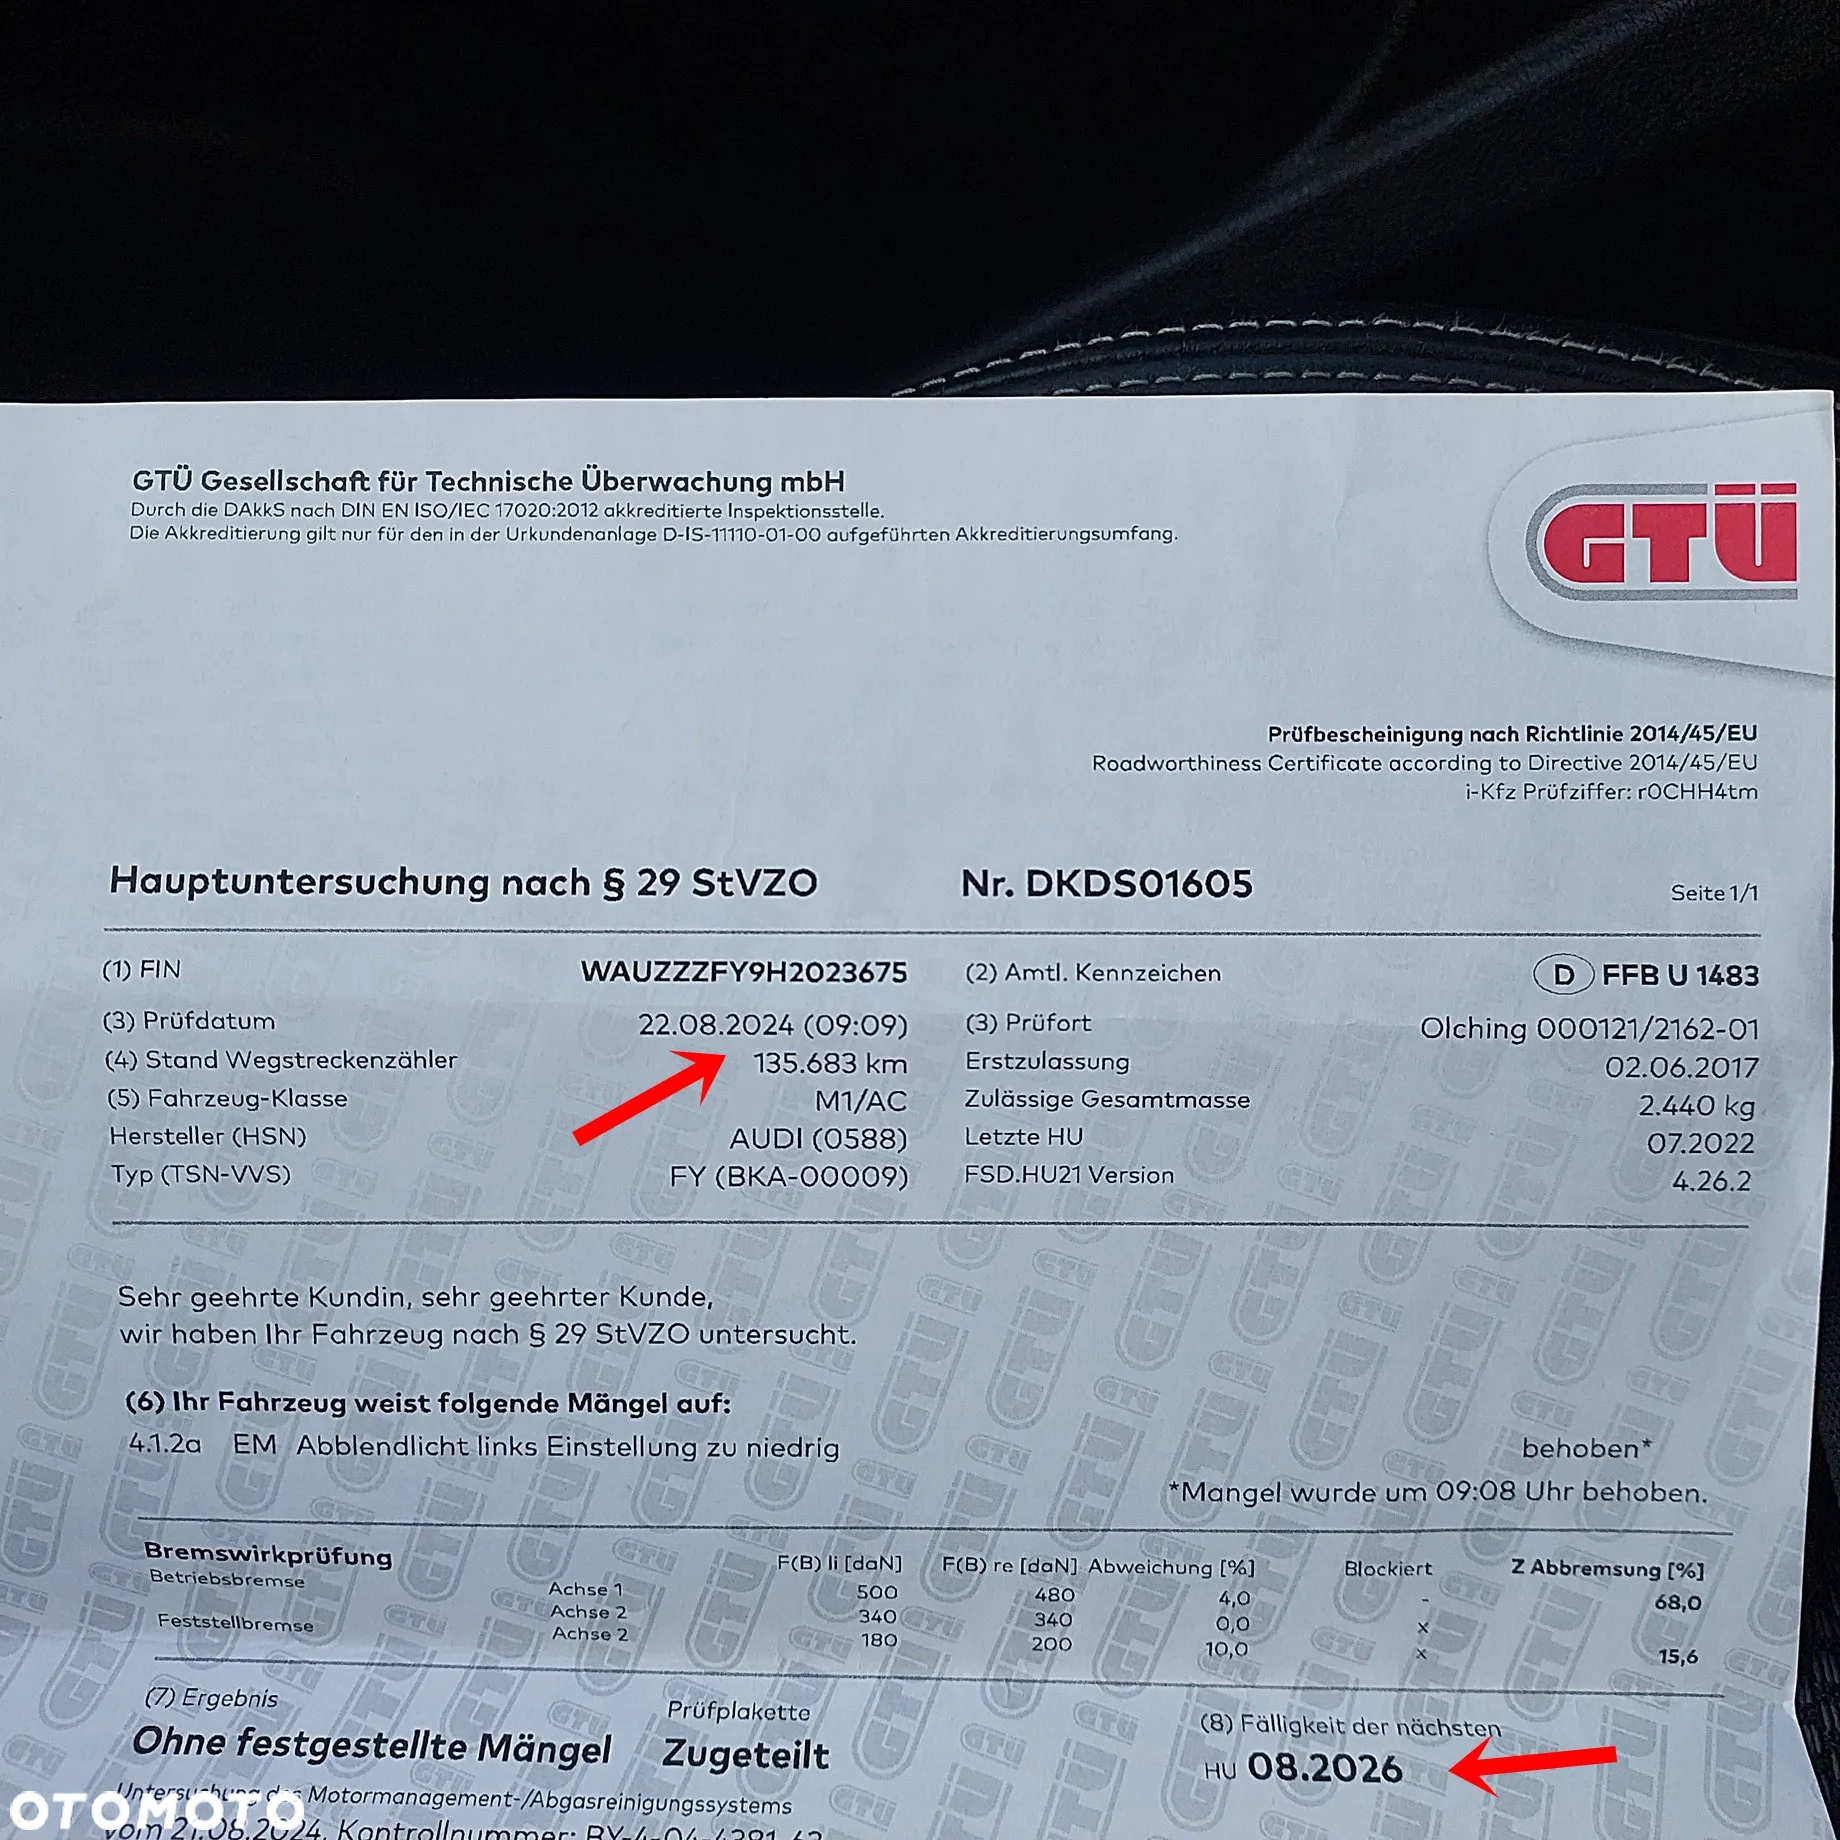 GTÜ Gesellschaft für Technische Überwachung mbH
Durch die DAkkS nach DIN EN ISO/IEC 17020:2012 akkreditierte Inspektionsstelle.
Die Akkreditierung gilt nur für den in der Urkundenanlage D-IS-11110-01-00 aufgeführten Akkreditierungsumfang.
GTÜ
Prüfbescheinigung nach Richtlinie 2014/45/EU
Roadworthiness Certificate according to Directive 2014/45/EU
i-Kfz Prüfziffer: r0CHH4tm
Hauptuntersuchung nach § 29 StVZO Nr. DKDS01605 Seite 1/1
(1) FIN WAUZZZFY9H2023675 (2) Amtl. Kennzeichen D FFB U 1483
(3) Prüfdatum 22.08.2024 (09:09) (3) Prüfort Olching 000121/2162-01
(4) Stand Wegstreckenzähler 135.683 km Erstzulassung 02.06.2017
(5) Fahrzeug-Klasse M1/AC Zulässige Gesamtmasse 2.440 kg
Hersteller (HSN) AUDI (0588) Letzte HU 07.2022
Typ (TSN-VVS) FY (BKA-00009) FSD.HU21 Version 4.26.2
Sehr geehrte Kundin, sehr geehrter Kunde,
wir haben Ihr Fahrzeug nach § 29 StVZO untersucht.
(6) Ihr Fahrzeug weist folgende Mängel auf:
4.1.2a EM Abblendlicht links Einstellung zu niedrig behoben*
*Mangel wurde um 09:08 Uhr behoben.
Bremswirkprüfung F(B) li [daN] F(B) re [daN] Abweichung [%] Blockiert Z Abbremsung [%]
Betriebsbremse Achse 1 500 480 4,0 - 68,0
Achse 2 340 340 0,0 x
Feststellbremse Achse 2 180 200 10,0 x 15,6
(7) Ergebnis Prüfplakette (8) Fälligkeit der nächsten
Ohne festgestellte Mängel Zugeteilt HU 08.2026
Untersuchung des Motormanagement-/Abgasreinigungssystems
vom 21.08.2024, Kontrollnummer: BY-4-04-4291-
OTOMOTO